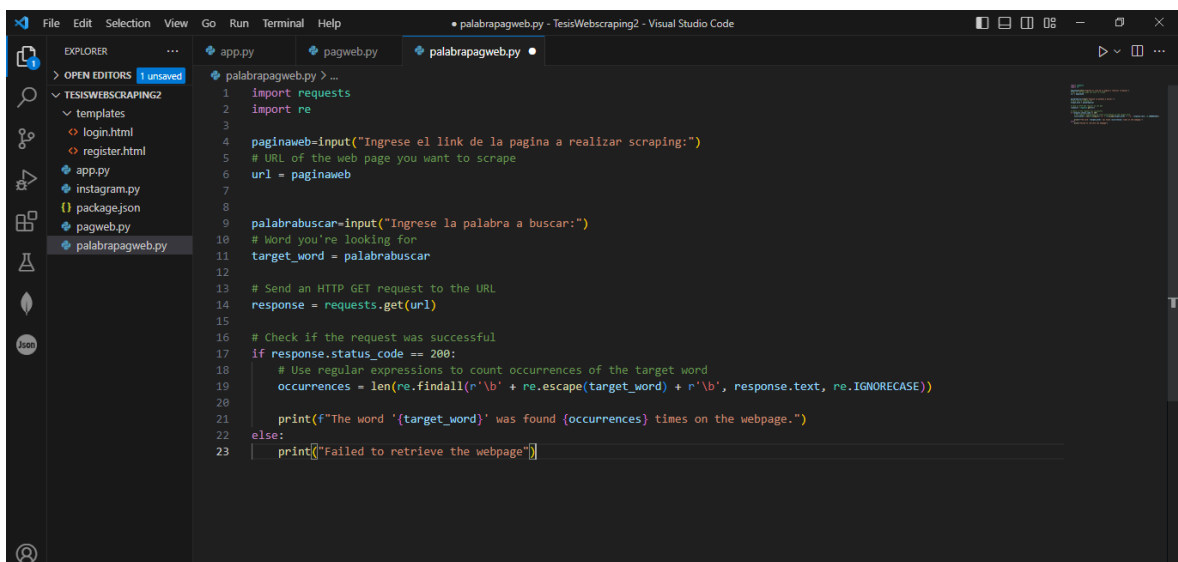 File Edit Selection View Go Run Terminal Help
● palabrapagweb.py - TesisWebscraping2 - Visual Studio Code
EXPLORER ...
app.py pagweb.py palabrapagweb.py ●
> OPEN EDITORS 1 unsaved
TESISWEBSCRAPING2
templates
<> login.html
<> register.html
app.py
instagram.py
{} package.json
pagweb.py
palabrapagweb.py
1
Json
palabrapagweb.py > ...
1 import requests
2 import re
3
4 paginaweb=input("Ingrese el link de la pagina a realizar scraping:")
5 # URL of the web page you want to scrape
6 url = paginaweb
7
8
9 palabrabuscar=input("Ingrese la palabra a buscar:")
10 # Word you're looking for
11 target_word = palabrabuscar
12
13 # Send an HTTP GET request to the URL
14 response = requests.get(url)
15
16 # Check if the request was successful
17 if response.status_code == 200:
18     # Use regular expressions to count occurrences of the target word
19     occurrences = len(re.findall(r'\b' + re.escape(target_word) + r'\b', response.text, re.IGNORECASE))
20
21     print(f"The word '{target_word}' was found {occurrences} times on the webpage.")
22 else:
23     print("Failed to retrieve the webpage")